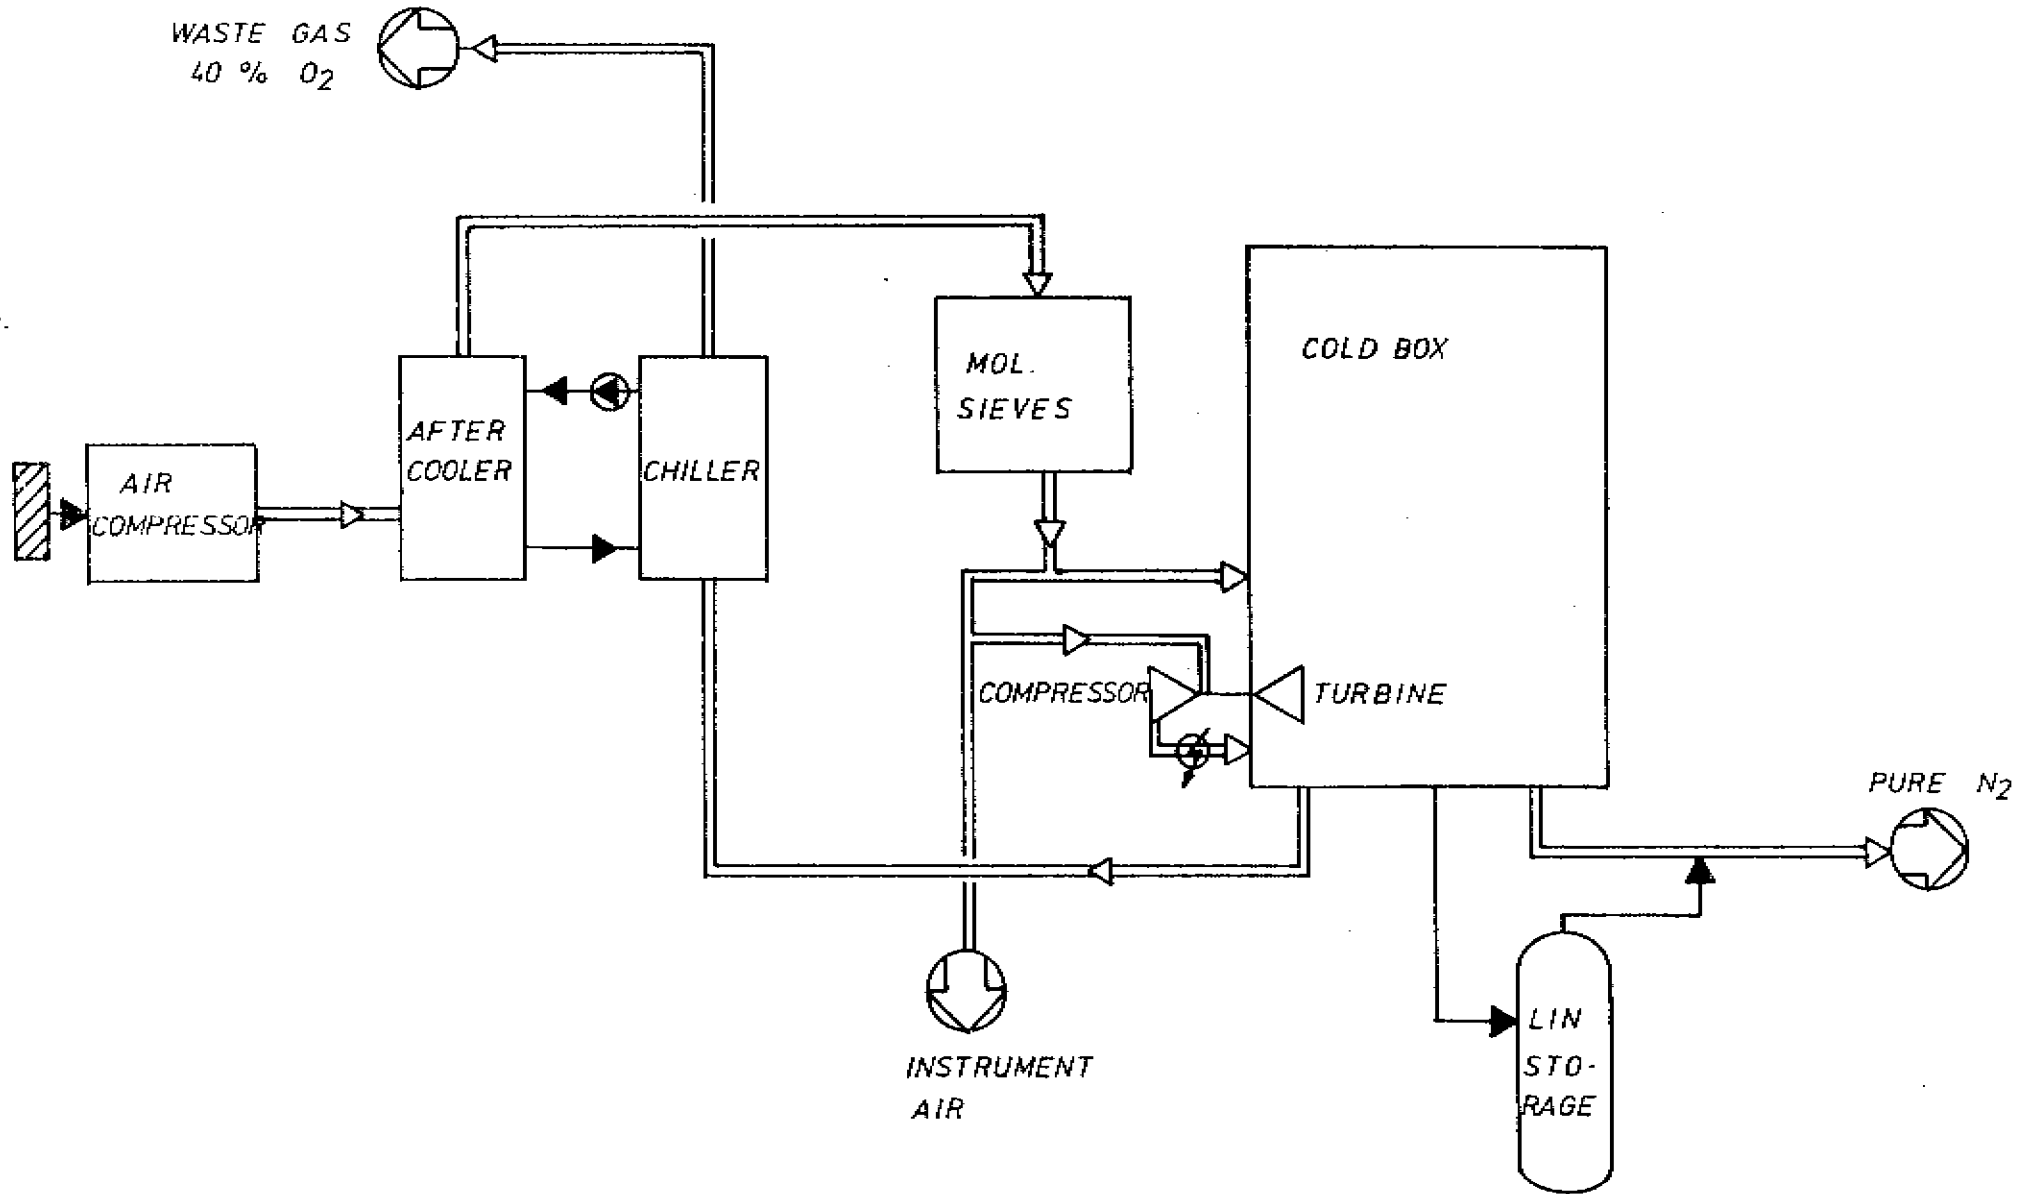 WASTE GAS
40 % O2
COLD BOX
MOL.
SIEVES
AFTER
COOLER
CHILLER
AIR
COMPRESSOR
COMPRESSOR
TURBINE
PURE N2
INSTRUMENT
AIR
LIN
STO-
RAGE